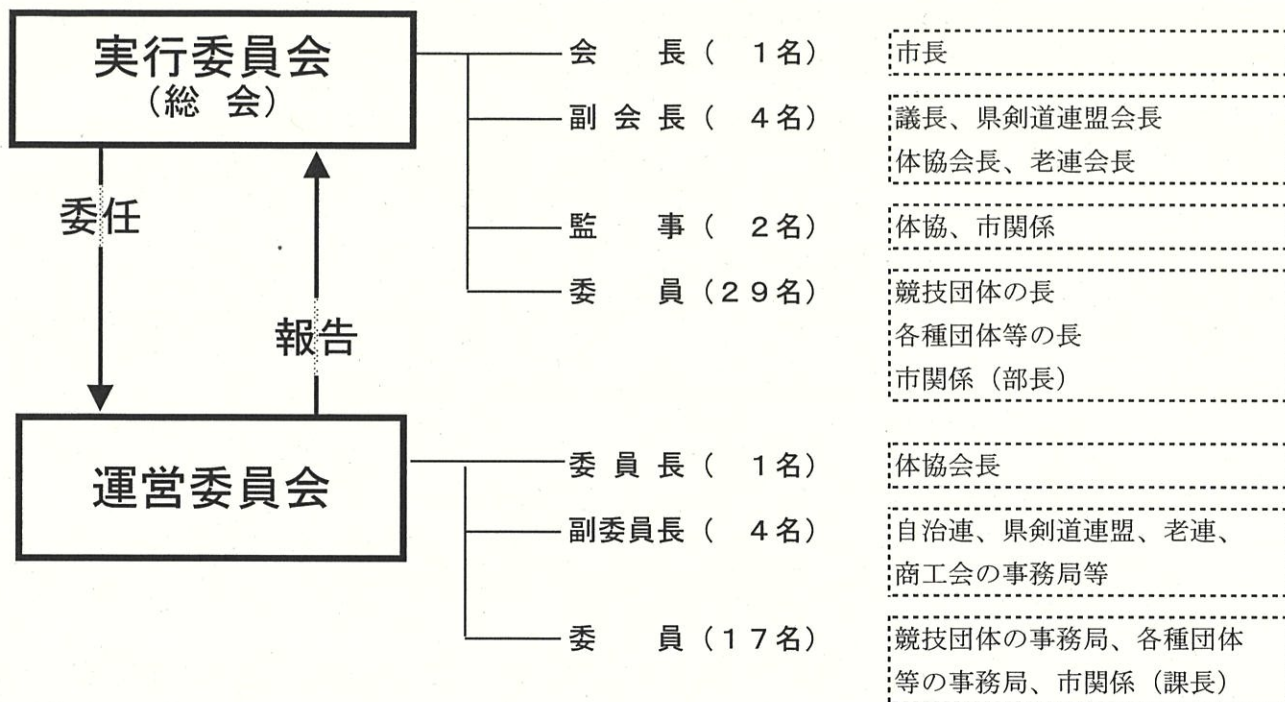 実行委員会
（総　会）
会　　長（　１名）
市長
副 会 長（　４名）
議長、県剣道連盟会長
体協会長、老連会長
監　　事（　２名）
体協、市関係
委　　員（２９名）
競技団体の長
各種団体等の長
市関係（部長）
委任
報告
運営委員会
委 員 長（　１名）
体協会長
副委員長（　４名）
自治連、県剣道連盟、老連、
商工会の事務局等
委　　員（１７名）
競技団体の事務局、各種団体
等の事務局、市関係（課長）